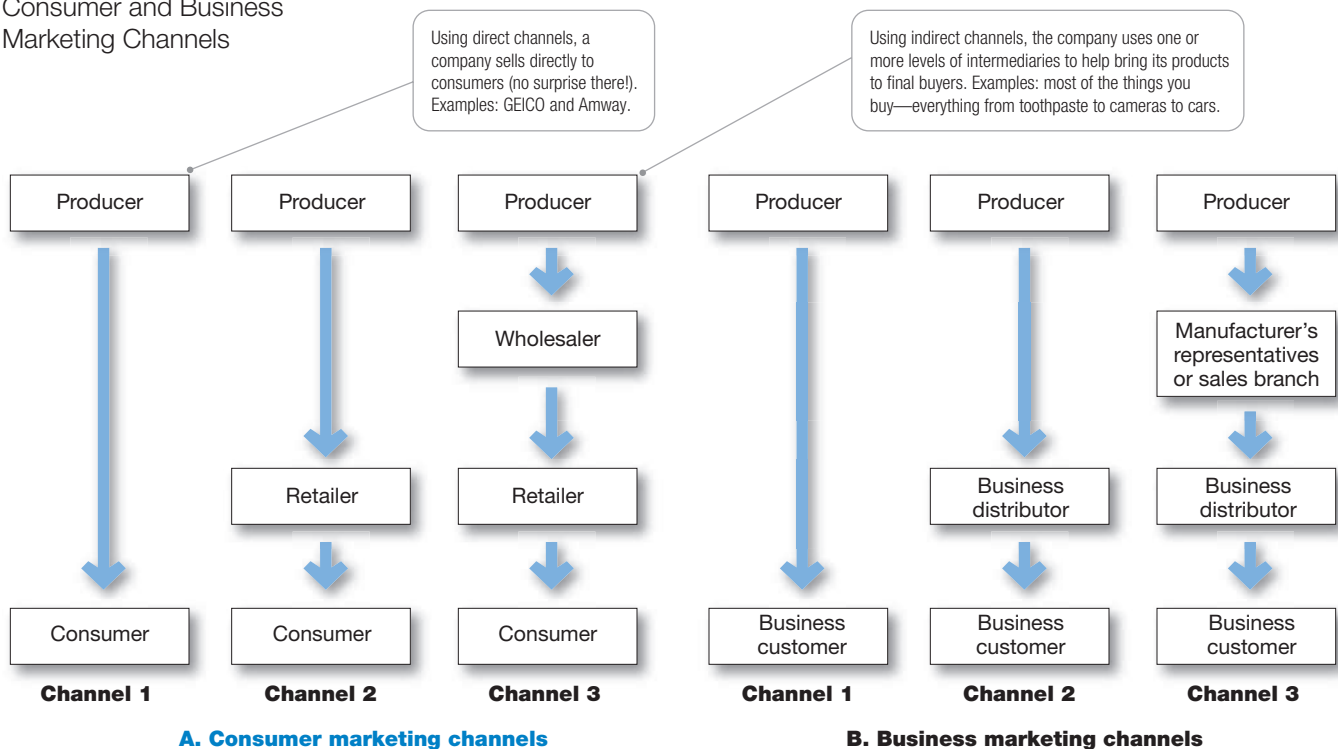 Consumer and Business
Marketing Channels
Using direct channels, a
company sells directly to
consumers (no surprise there!).
Examples: GEICO and Amway.
Using indirect channels, the company uses one or
more levels of intermediaries to help bring its products
to final buyers. Examples: most of the things you
buy—everything from toothpaste to cameras to cars.
Producer
Consumer
Channel 1
Producer
Retailer
Consumer
Channel 2
Producer
Wholesaler
Retailer
Consumer
Channel 3
A. Consumer marketing channels
Producer
Business
customer
Channel 1
Producer
Business
distributor
Business
customer
Channel 2
Producer
Manufacturer's
representatives
or sales branch
Business
distributor
Business
customer
Channel 3
B. Business marketing channels